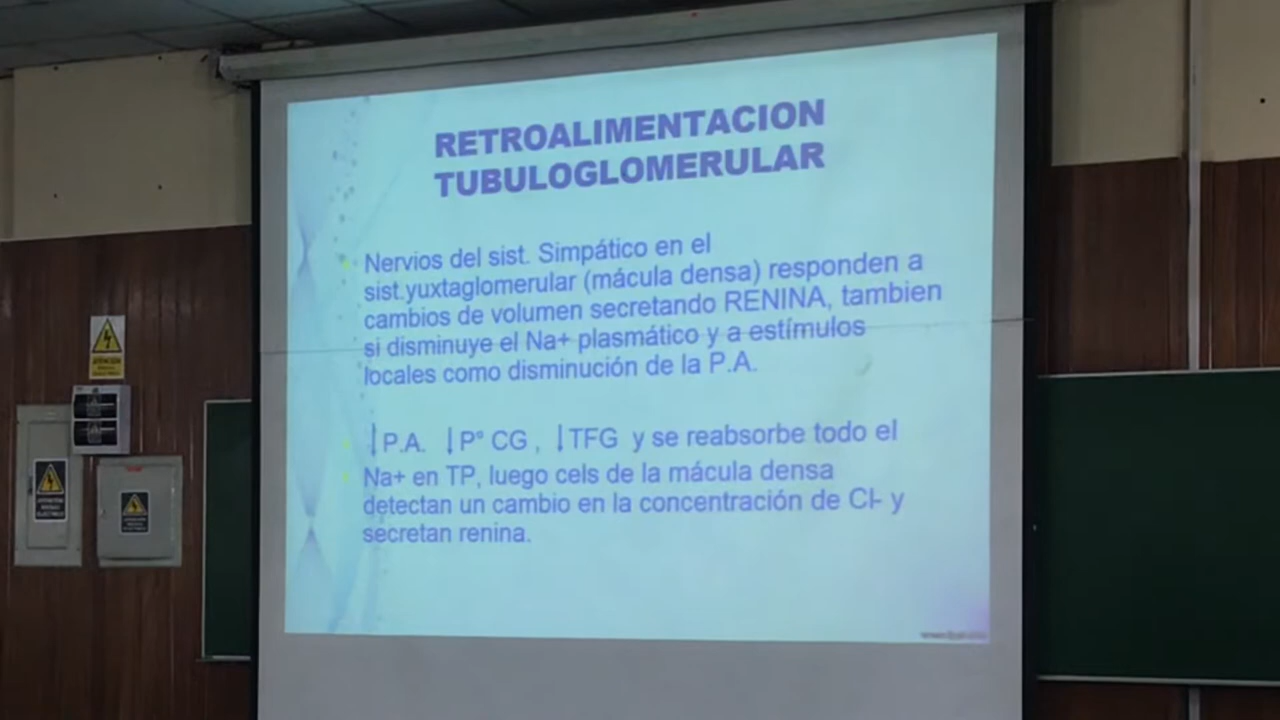 RETROALIMENTACION
TUBULOGLOMERULAR
Nervios del sist. Simpático en el
sist.yuxtaglomerular (mácula densa) responden a
cambios de volumen secretando RENINA, tambien
si disminuye el Na+ plasmático y a estímulos
locales como disminución de la P.A.
↓P.A. ↓P° CG , ↓TFG y se reabsorbe todo el
Na+ en TP, luego cels de la mácula densa
detectan un cambio en la concentración de Cl- y
secretan renina.